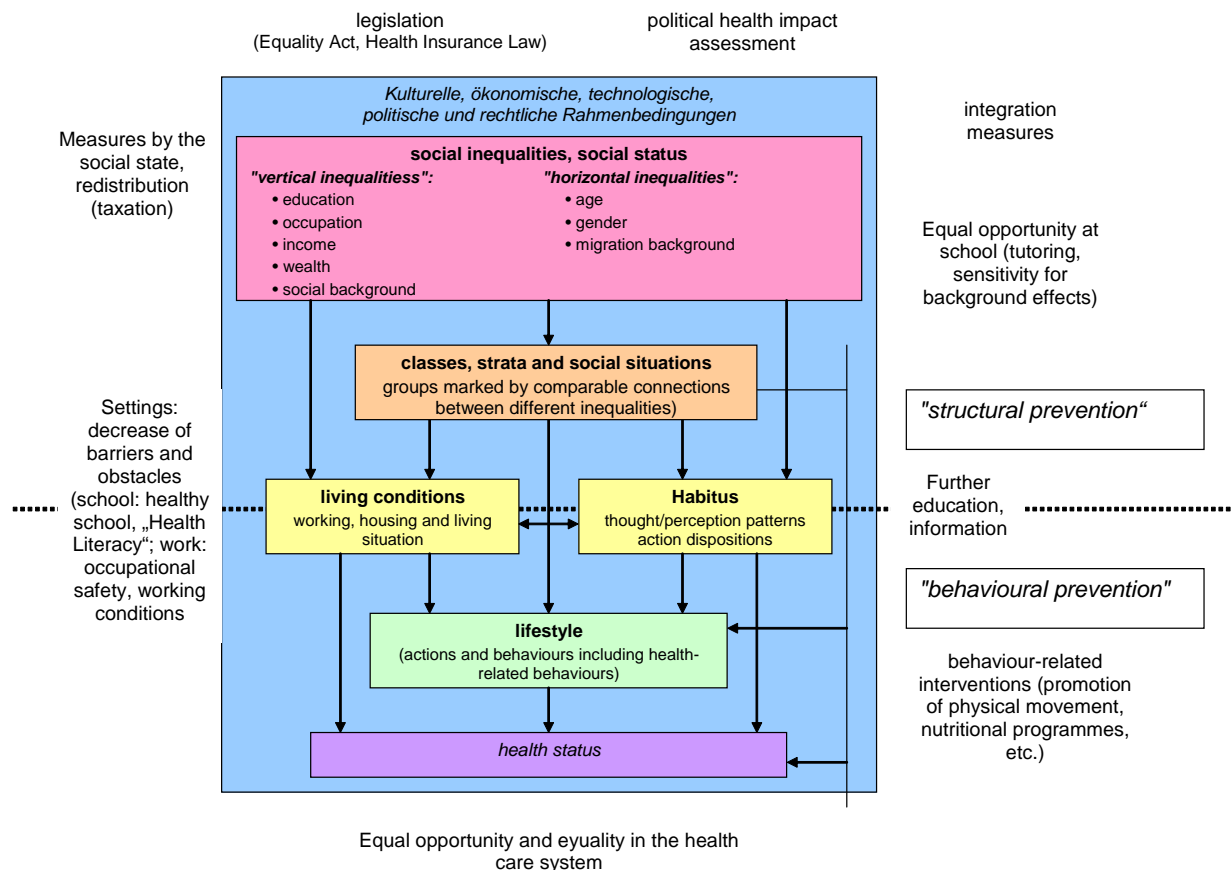 legislation
(Equality Act, Health Insurance Law)
political health impact
assessment
Kulturelle, ökonomische, technologische,
politische und rechtliche Rahmenbedingungen
integration
measures
Measures by the
social state,
redistribution
(taxation)
social inequalities, social status
"vertical inequalitiess":
• education
• occupation
• income
• wealth
• social background
"horizontal inequalities":
• age
• gender
• migration background
Equal opportunity at
school (tutoring,
sensitivity for
background effects)
classes, strata and social situations
groups marked by comparable connections
between different inequalities)
"structural prevention“
Settings:
decrease of
barriers and
obstacles
(school: healthy
school, „Health
Literacy“; work:
occupational
safety, working
conditions
living conditions
working, housing and living
situation
Habitus
thought/perception patterns
action dispositions
Further
education,
information
"behavioural prevention"
lifestyle
(actions and behaviours including health-
related behaviours)
behaviour-related
interventions (promotion
of physical movement,
nutritional programmes,
etc.)
health status
Equal opportunity and eyuality in the health
care system